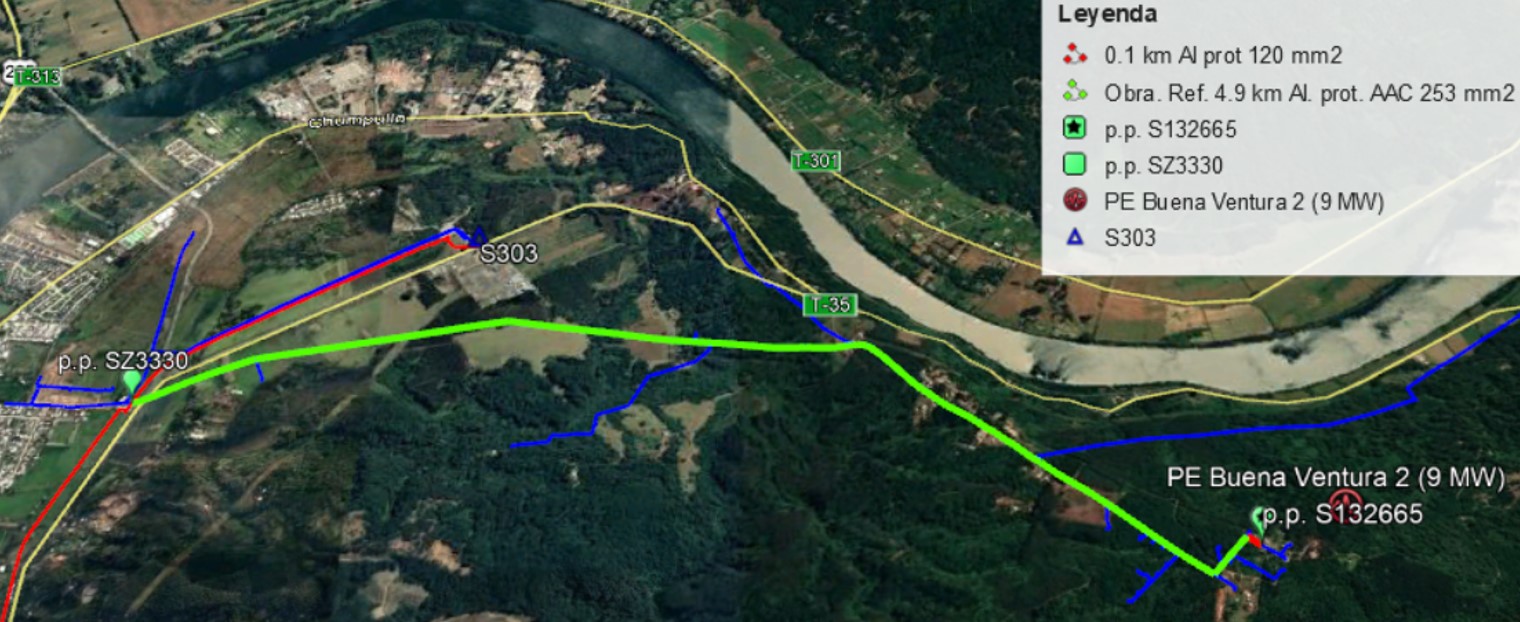 Leyenda
0.1 km Al prot 120 mm2
Obra. Ref. 4.9 km Al. prot. AAC 253 mm2
p.p. S132665
p.p. SZ3330
PE Buena Ventura 2 (9 MW)
S303
T-313
Chumpullo
T-301
S303
T-35
p.p. SZ3330
PE Buena Ventura 2 (9 MW)
p.p. S132665